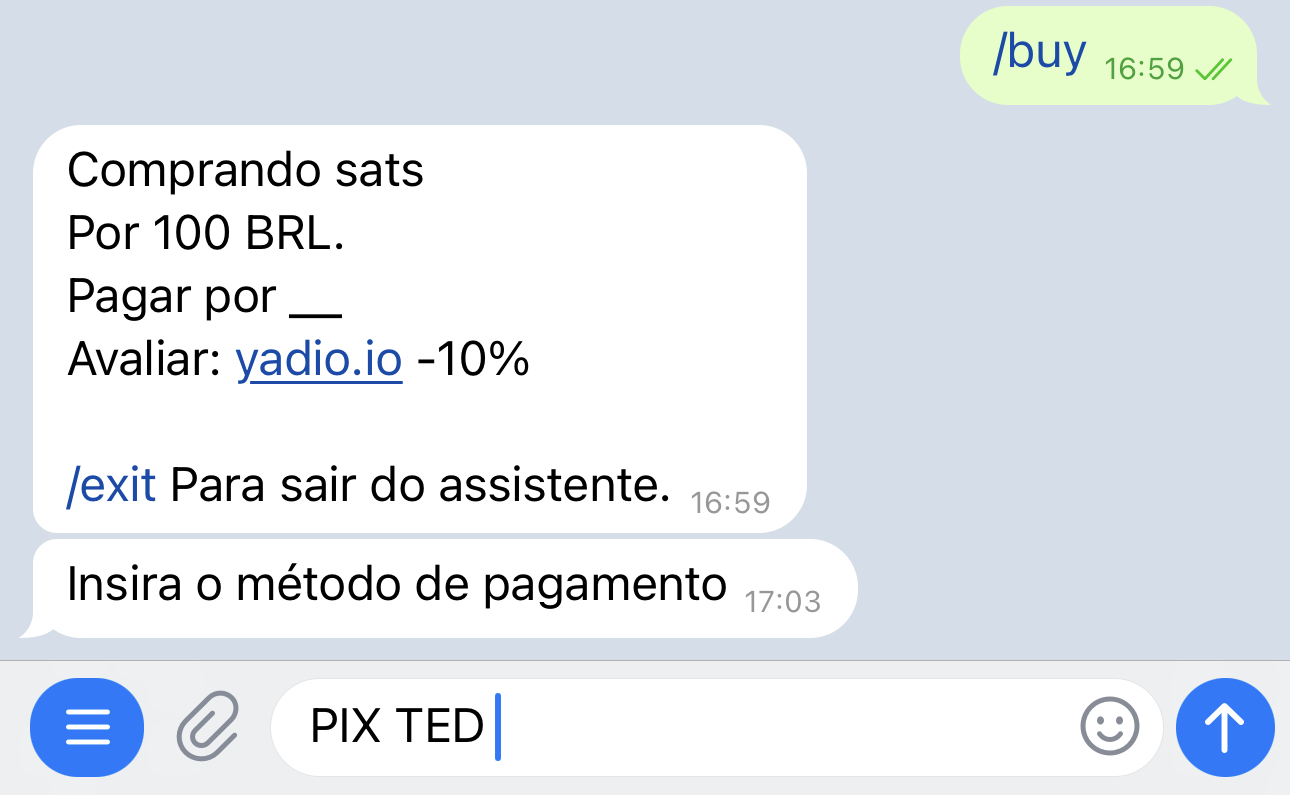 /buy 16:59
Comprando sats
Por 100 BRL.
Pagar por __
Avaliar: yadio.io -10%
/exit Para sair do assistente. 16:59
Insira o método de pagamento 17:03
PIX TED